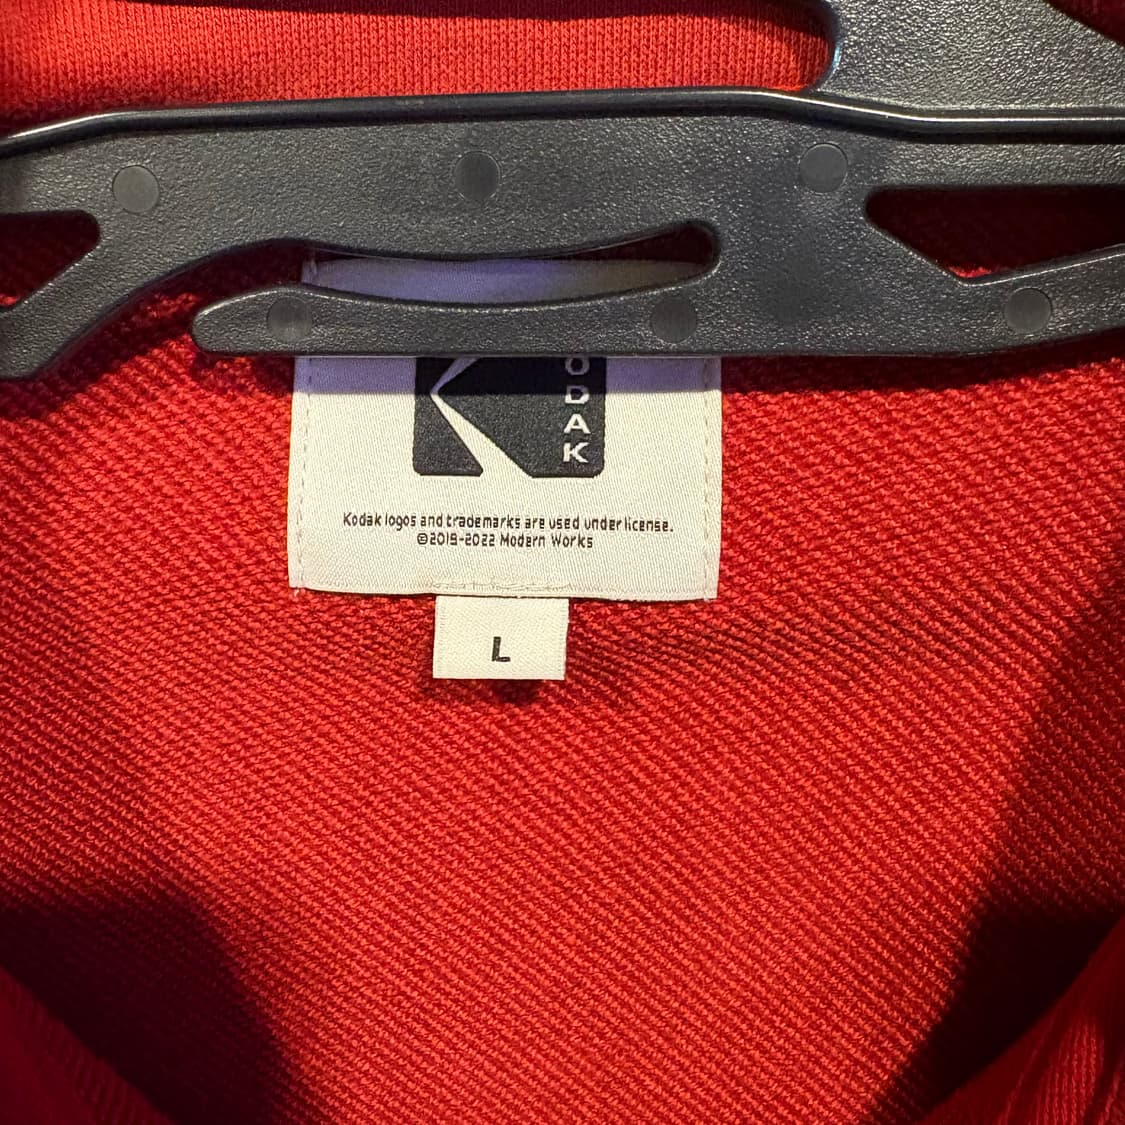 ODAK
Kodak logos and trademarks are used under license.
©2019-2022 Modern Works
L